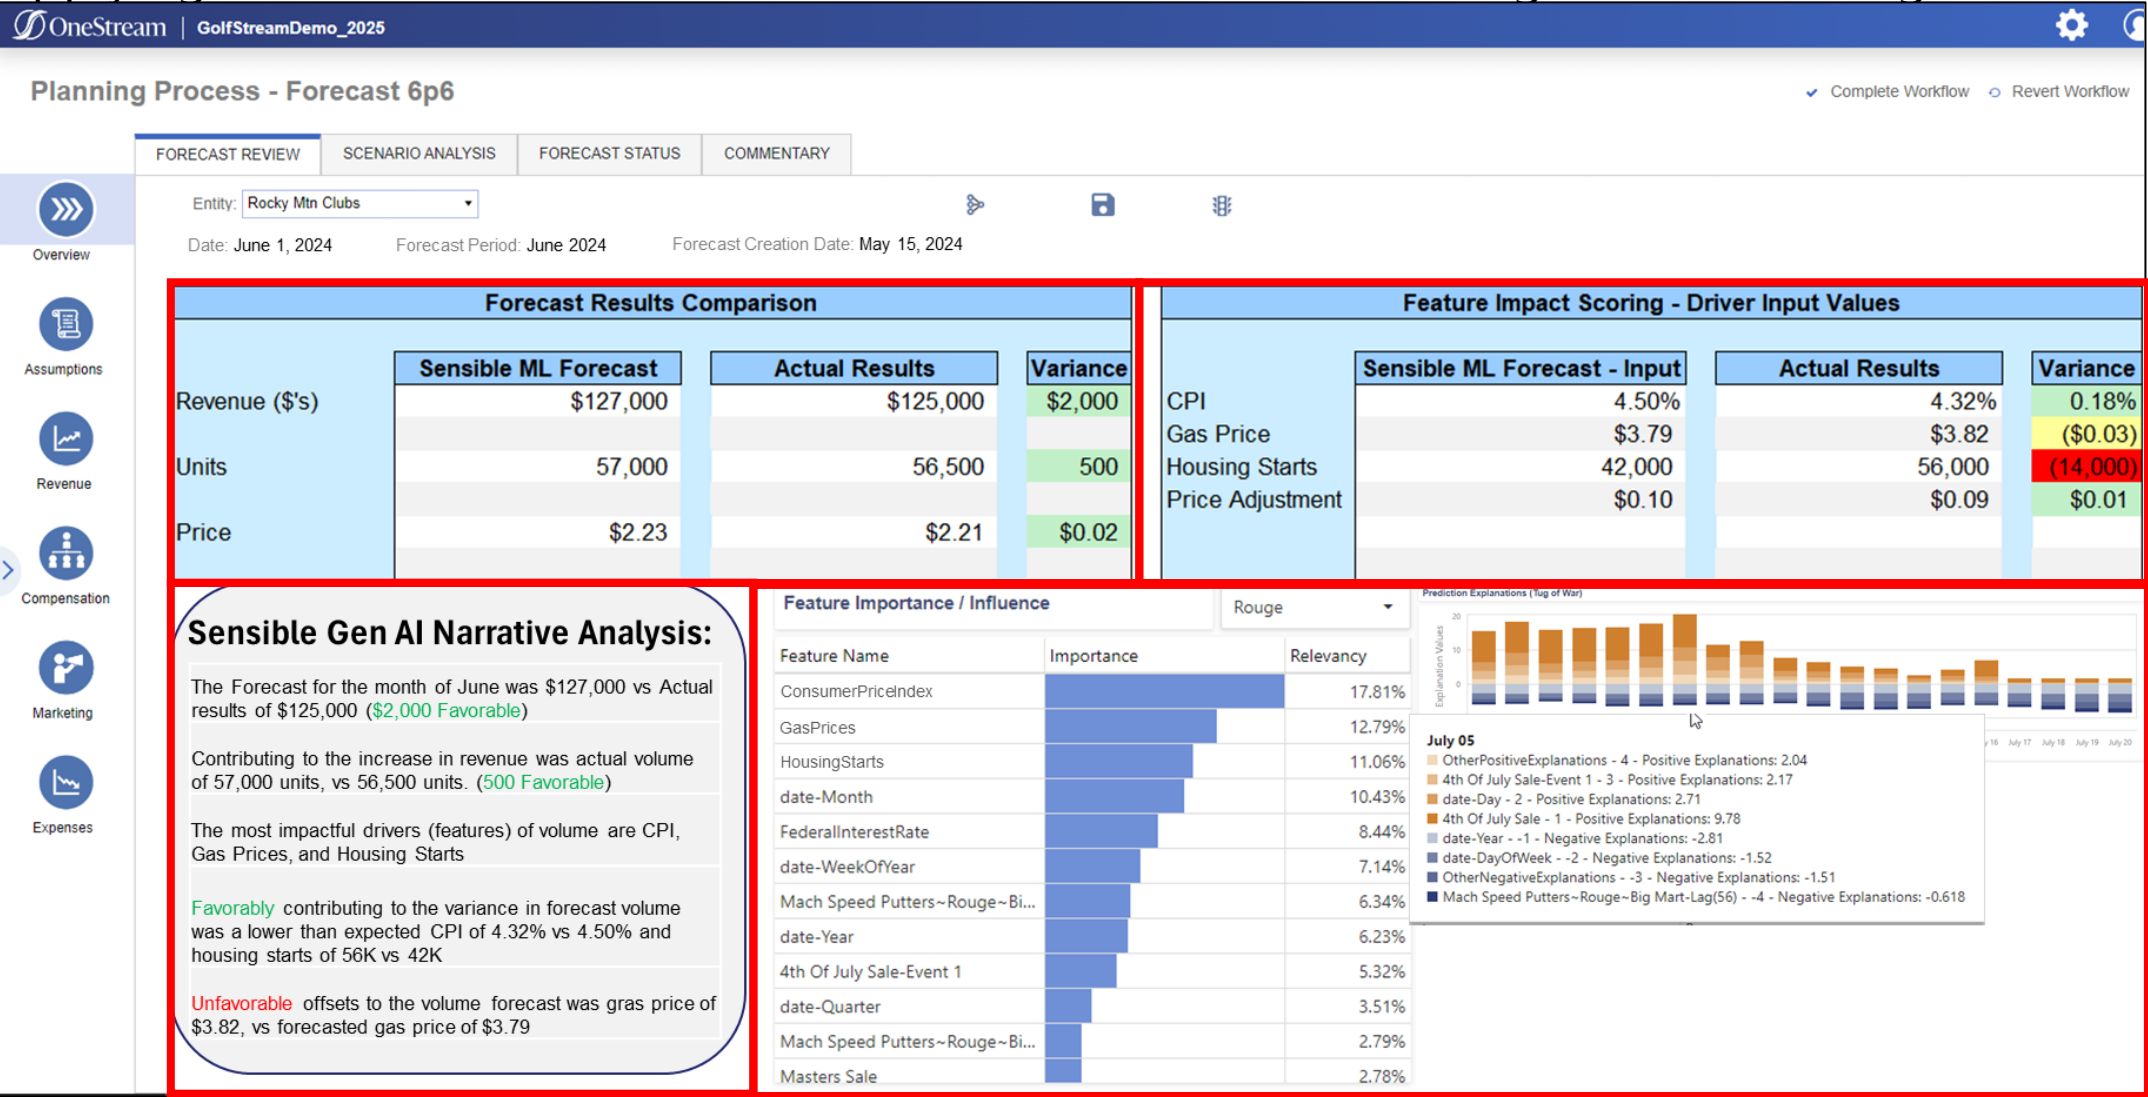 OneStream | GolfStreamDemo_2025
Planning Process - Forecast 6p6
Complete Workflow Revert Workflow
FORECAST REVIEW SCENARIO ANALYSIS FORECAST STATUS COMMENTARY
Entity: Rocky Mtn Clubs
Date: June 1, 2024 Forecast Period: June 2024 Forecast Creation Date: May 15, 2024
Overview
Assumptions
Revenue
Compensation
Marketing
Expenses
Forecast Results Comparison
Sensible ML Forecast Actual Results Variance
Revenue ($'s) $127,000 $125,000 $2,000
Units 57,000 56,500 500
Price $2.23 $2.21 $0.02
Feature Impact Scoring - Driver Input Values
Sensible ML Forecast - Input Actual Results Variance
CPI 4.50% 4.32% 0.18%
Gas Price $3.79 $3.82 ($0.03)
Housing Starts 42,000 56,000 (14,000)
Price Adjustment $0.10 $0.09 $0.01
Sensible Gen AI Narrative Analysis:
The Forecast for the month of June was $127,000 vs Actual
results of $125,000 ($2,000 Favorable)
Contributing to the increase in revenue was actual volume
of 57,000 units, vs 56,500 units. (500 Favorable)
The most impactful drivers (features) of volume are CPI,
Gas Prices, and Housing Starts
Favorably contributing to the variance in forecast volume
was a lower than expected CPI of 4.32% vs 4.50% and
housing starts of 56K vs 42K
Unfavorable offsets to the volume forecast was gras price of
$3.82, vs forecasted gas price of $3.79
Feature Importance / Influence
Rouge
Feature Name Importance Relevancy
ConsumerPriceIndex 17.81%
GasPrices 12.79%
HousingStarts 11.06%
date-Month 10.43%
FederalInterestRate 8.44%
date-WeekOfYear 7.14%
Mach Speed Putters~Rouge~Bi... 6.34%
date-Year 6.23%
4th Of July Sale-Event 1 5.32%
date-Quarter 3.51%
Mach Speed Putters~Rouge~Bi... 2.79%
Masters Sale 2.78%
Prediction Explanations (Tug of War)
Explanation Values
20
10
0
July 17 July 18 July 19 July 20
July 05
OtherPositiveExplanations - 4 - Positive Explanations: 2.04
4th Of July Sale-Event 1 - 3 - Positive Explanations: 2.17
date-Day - 2 - Positive Explanations: 2.71
4th Of July Sale - 1 - Positive Explanations: 9.78
date-Year - -1 - Negative Explanations: -2.81
date-DayOfWeek - -2 - Negative Explanations: -1.52
OtherNegativeExplanations - -3 - Negative Explanations: -1.51
Mach Speed Putters~Rouge~Big Mart-Lag(56) - -4 - Negative Explanations: -0.618